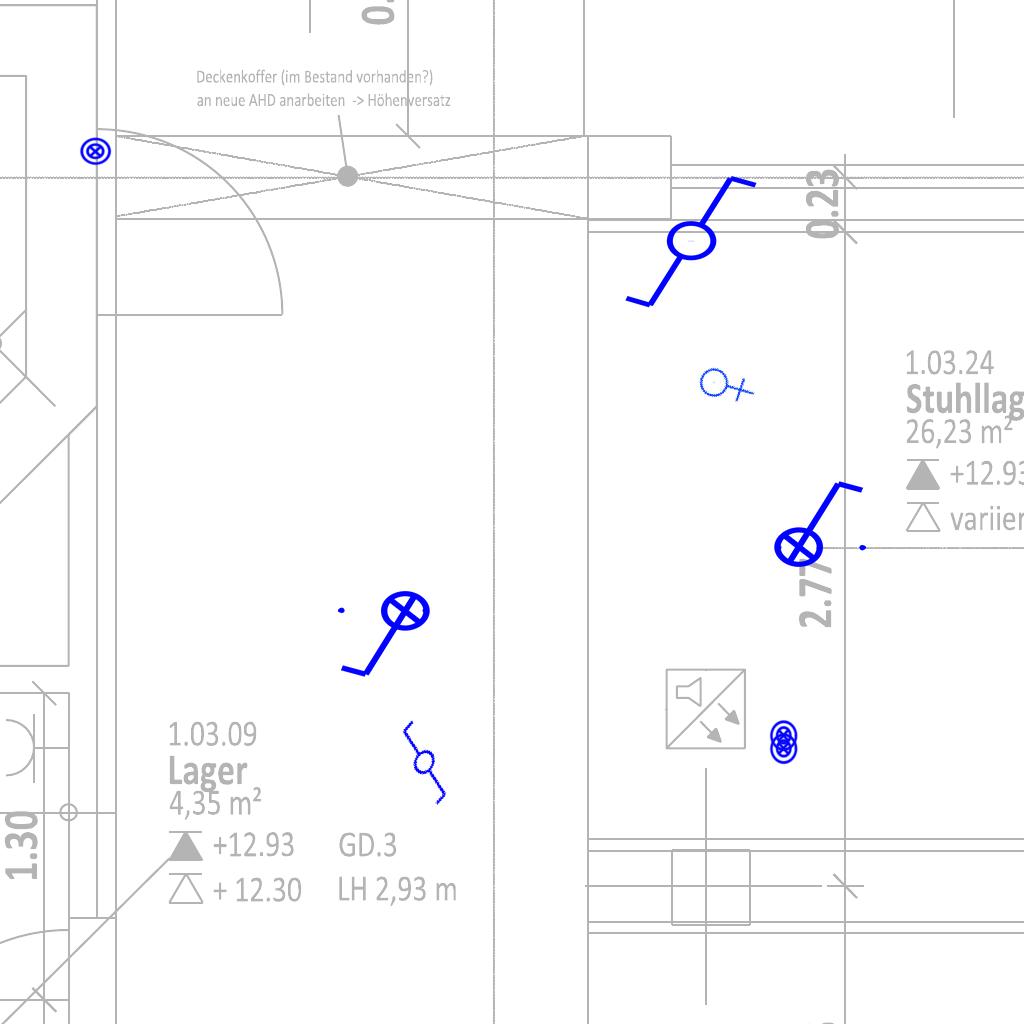 0.
Deckenkoffer (im Bestand vorhanden?)
an neue AHD anarbeiten -> Höhenversatz
0.23
1.03.24
Stuhllag
26,23 m²
+12.93
variier
2.77
1.03.09
Lager
4,35 m²
+12.93 GD.3
+ 12.30 LH 2,93 m
1.30